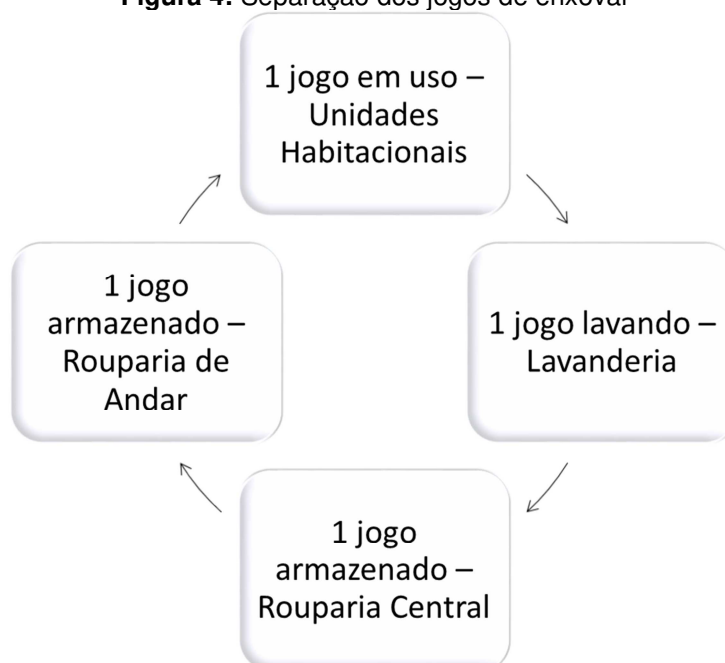 Figura 4: Separação dos jogos de enxoval
1 jogo em uso –
Unidades
Habitacionais
1 jogo lavando –
Lavanderia
1 jogo
armazenado –
Rouparia Central
1 jogo
armazenado –
Rouparia de
Andar